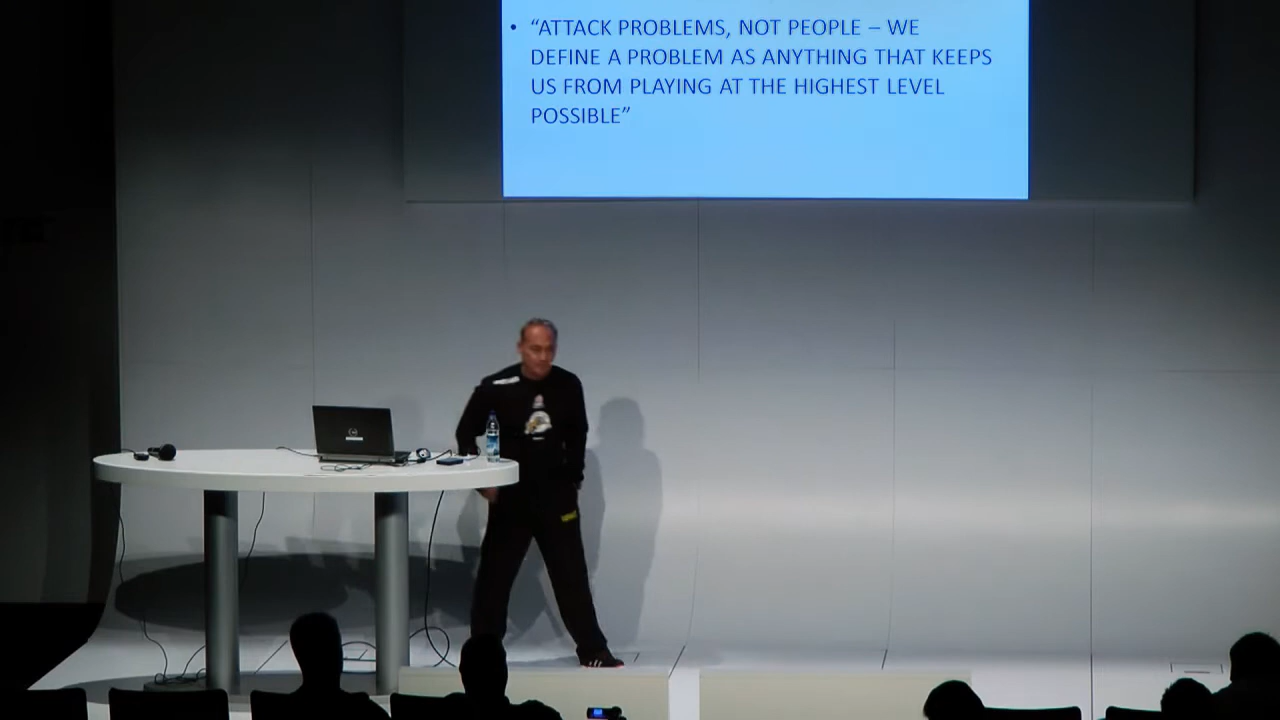 • “ATTACK PROBLEMS, NOT PEOPLE – WE
DEFINE A PROBLEM AS ANYTHING THAT KEEPS
US FROM PLAYING AT THE HIGHEST LEVEL
POSSIBLE”